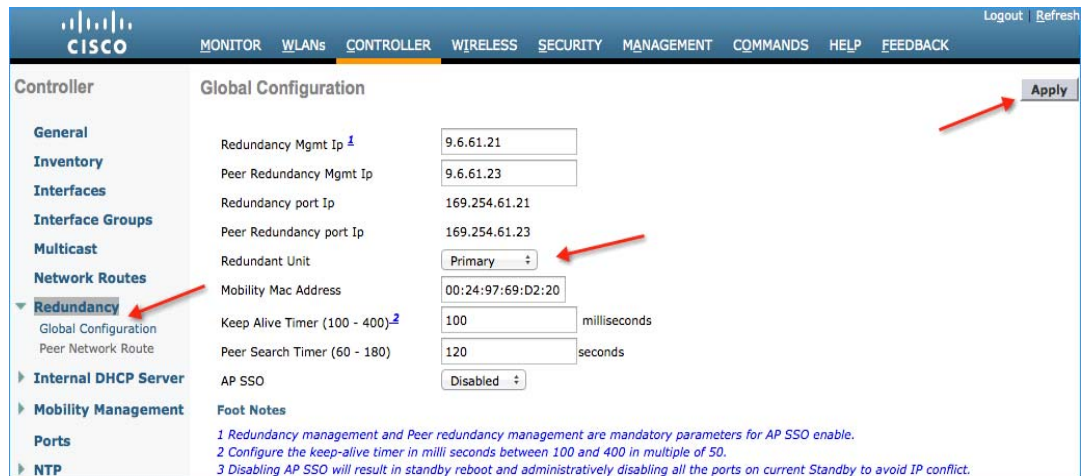 Logout | Refresh
CISCO
MONITOR WLANs CONTROLLER WIRELESS SECURITY MANAGEMENT COMMANDS HELP FEEDBACK
Controller
General
Inventory
Interfaces
Interface Groups
Multicast
Network Routes
Redundancy
Global Configuration
Peer Network Route
Internal DHCP Server
Mobility Management
Ports
NTP
Global Configuration
Apply
Redundancy Mgmt Ip 1 9.6.61.21
Peer Redundancy Mgmt Ip 9.6.61.23
Redundancy port Ip 169.254.61.21
Peer Redundancy port Ip 169.254.61.23
Redundant Unit Primary
Mobility Mac Address 00:24:97:69:D2:20
Keep Alive Timer (100 - 400) 2 100 milliseconds
Peer Search Timer (60 - 180) 120 seconds
AP SSO Disabled
Foot Notes
1 Redundancy management and Peer redundancy management are mandatory parameters for AP SSO enable.
2 Configure the keep-alive timer in milli seconds between 100 and 400 in multiple of 50.
3 Disabling AP SSO will result in standby reboot and administratively disabling all the ports on current Standby to avoid IP conflict.